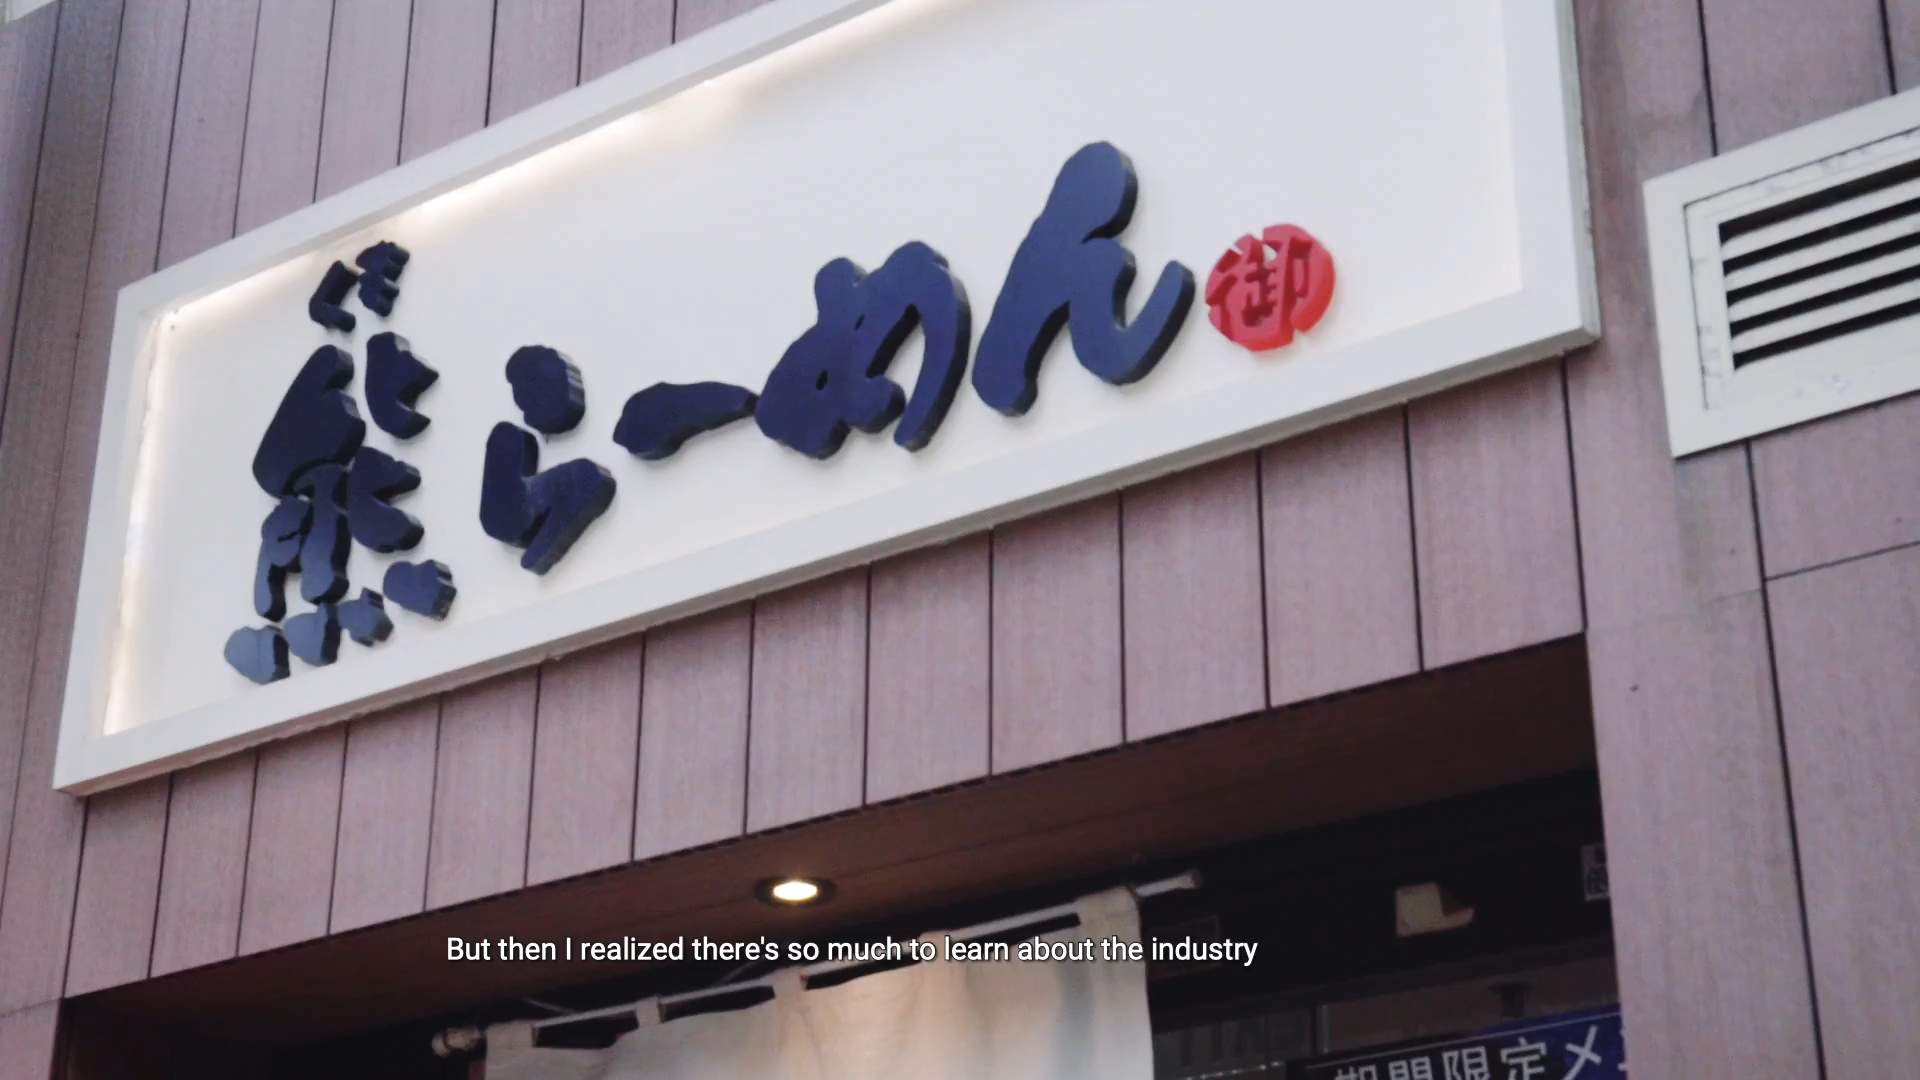 くま
熊らーめん 御
But then I realized there's so much to learn about the industry
期間限定メ